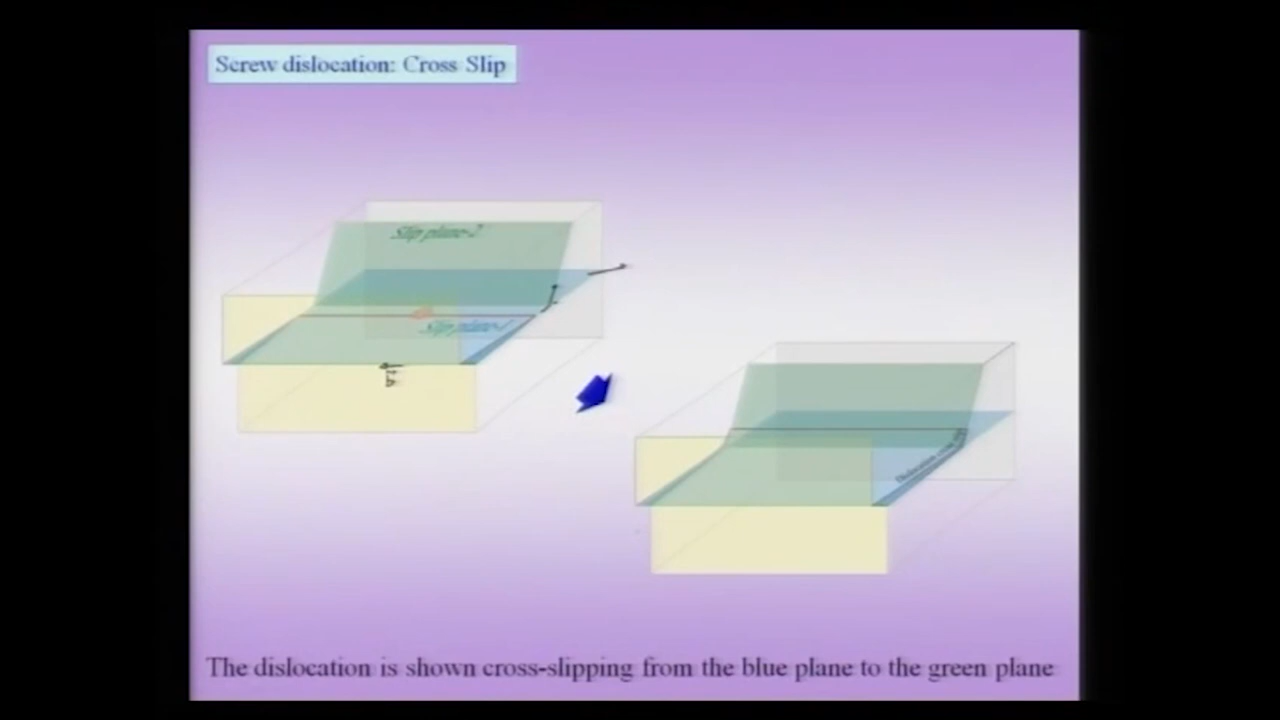 Screw dislocation: Cross Slip
Slip plane-2
Slip plane-1
b
The dislocation is shown cross-slipping from the blue plane to the green plane